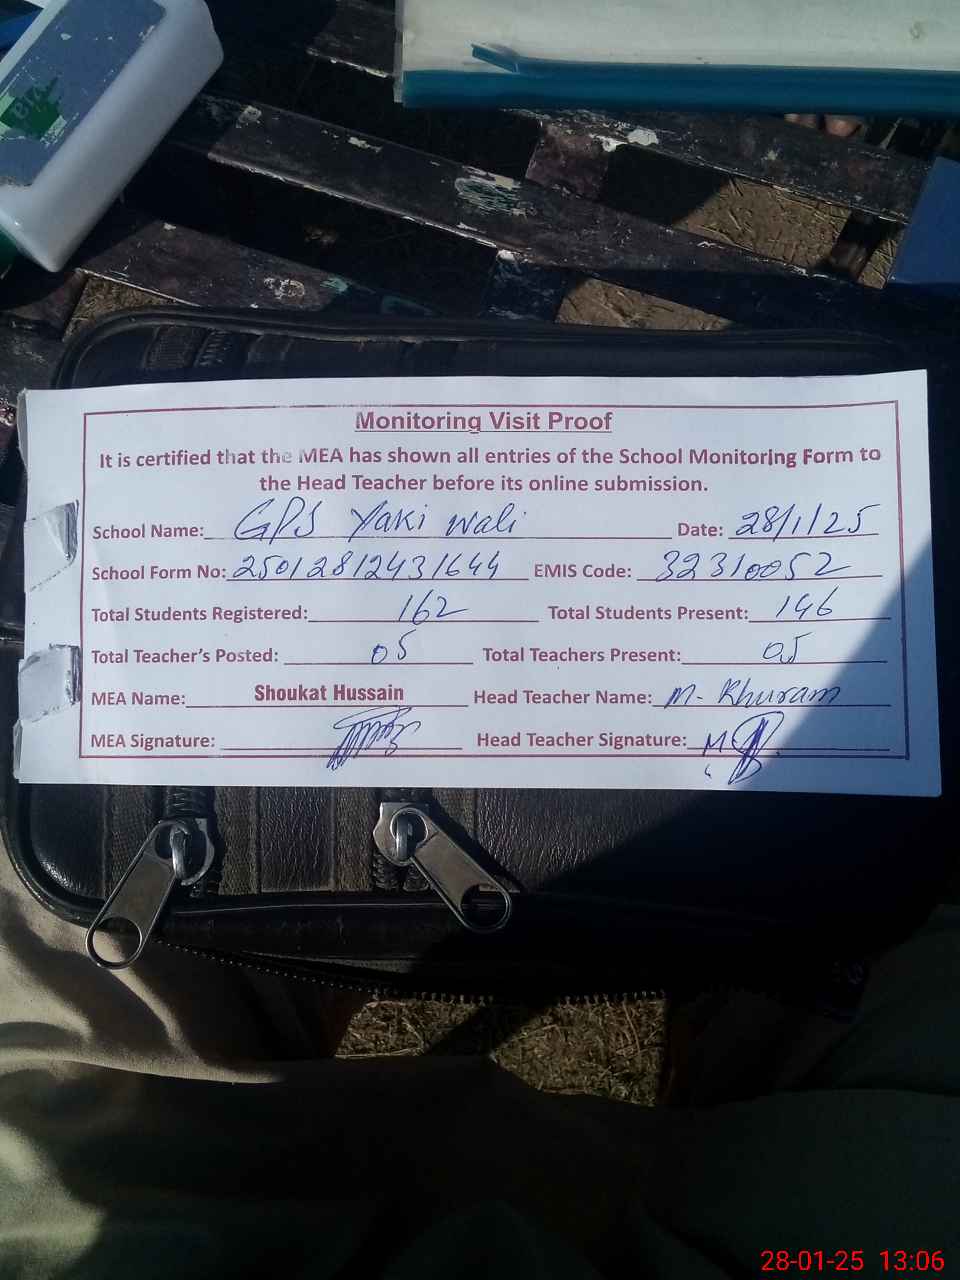 Monitoring Visit Proof
It is certified that the MEA has shown all entries of the School Monitoring Form to
the Head Teacher before its online submission.
School Name: GPS Yaki wali Date: 28/1/25
School Form No: 25012812431644 EMIS Code: 32310052
Total Students Registered: 162 Total Students Present: 146
Total Teacher's Posted: 05 Total Teachers Present: 05
MEA Name: Shoukat Hussain Head Teacher Name: M. Khuram
MEA Signature: Head Teacher Signature:
28-01-25 13:06